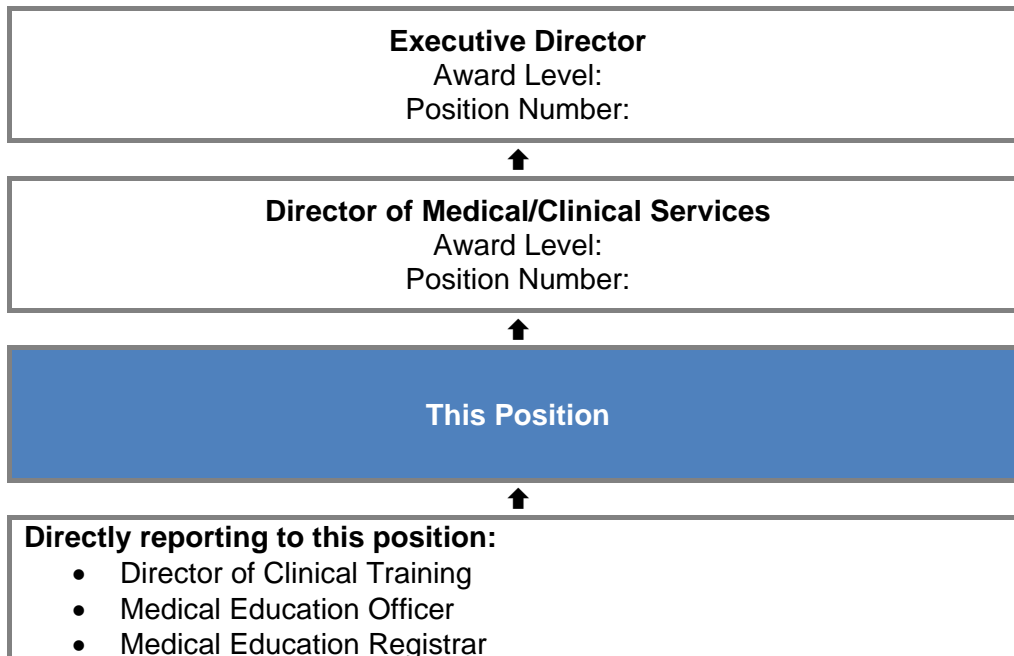 Executive Director
Award Level:
Position Number:
Director of Medical/Clinical Services
Award Level:
Position Number:
This Position
Directly reporting to this position:
• Director of Clinical Training
• Medical Education Officer
• Medical Education Registrar